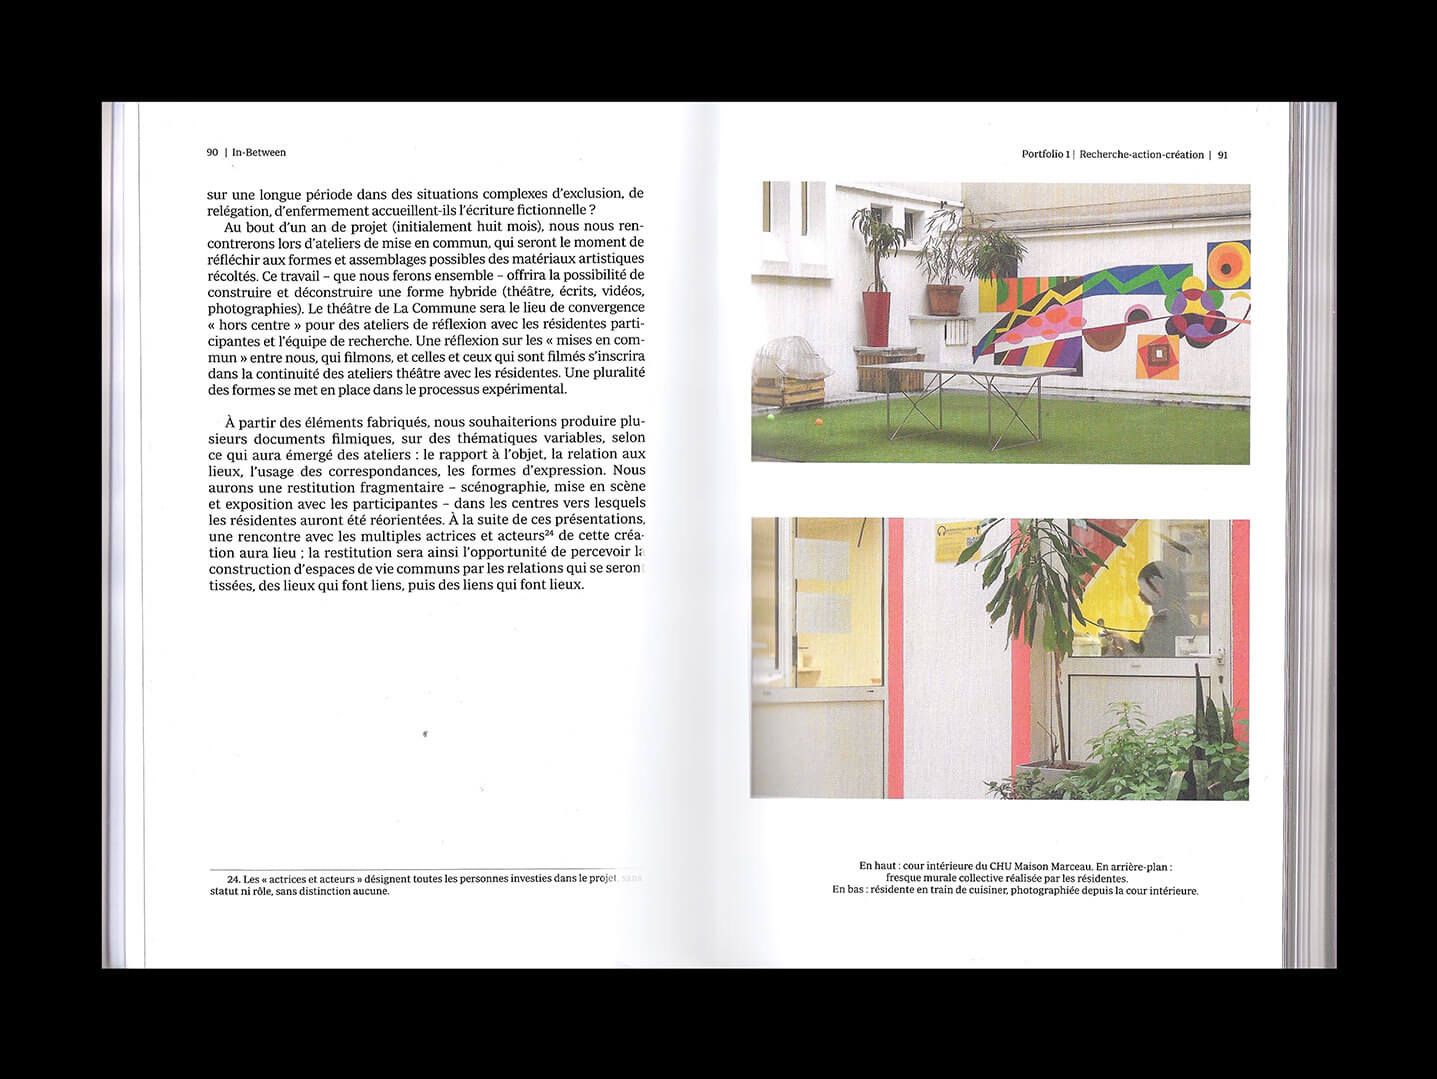 90 | In-Between
sur une longue période dans des situations complexes d’exclusion, de
relégation, d’enfermement accueillent-ils l’écriture fictionnelle ?
Au bout d’un an de projet (initialement huit mois), nous nous ren-
contrerons lors d’ateliers de mise en commun, qui seront le moment de
réfléchir aux formes et assemblages possibles des matériaux artistiques
récoltés. Ce travail – que nous ferons ensemble – offrira la possibilité de
construire et déconstruire une forme hybride (théâtre, écrits, vidéos,
photographies). Le théâtre de La Commune sera le lieu de convergence
« hors centre » pour des ateliers de réflexion avec les résidentes parti-
cipantes et l’équipe de recherche. Une réflexion sur les « mises en com-
mun » entre nous, qui filmons, et celles et ceux qui sont filmés s’inscrira
dans la continuité des ateliers théâtre avec les résidentes. Une pluralité
des formes se met en place dans le processus expérimental.
À partir des éléments fabriqués, nous souhaiterions produire plu-
sieurs documents filmiques, sur des thématiques variables, selon
ce qui aura émergé des ateliers : le rapport à l’objet, la relation aux
lieux, l’usage des correspondances, les formes d’expression. Nous
aurons une restitution fragmentaire – scénographie, mise en scène
et exposition avec les participantes – dans les centres vers lesquels
les résidentes auront été réorientées. À la suite de ces présentations,
une rencontre avec les multiples actrices et acteurs²⁴ de cette créa-
tion aura lieu ; la restitution sera ainsi l’opportunité de percevoir la
construction d’espaces de vie communs par les relations qui se seront
tissées, des lieux qui font liens, puis des liens qui font lieux.
24. Les « actrices et acteurs » désignent toutes les personnes investies dans le projet, sans
statut ni rôle, sans distinction aucune.
Portfolio 1 | Recherche-action-création | 91
En haut : cour intérieure du CHU Maison Marceau. En arrière-plan :
fresque murale collective réalisée par les résidentes.
En bas : résidente en train de cuisiner, photographiée depuis la cour intérieure.